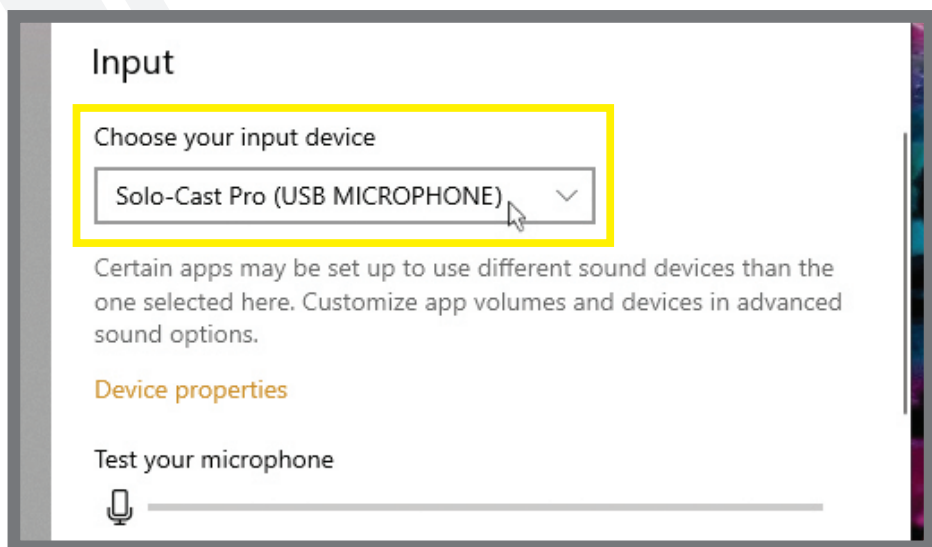 Input
Choose your input device
Solo-Cast Pro (USB MICROPHONE)
Certain apps may be set up to use different sound devices than the
one selected here. Customize app volumes and devices in advanced
sound options.
Device properties
Test your microphone